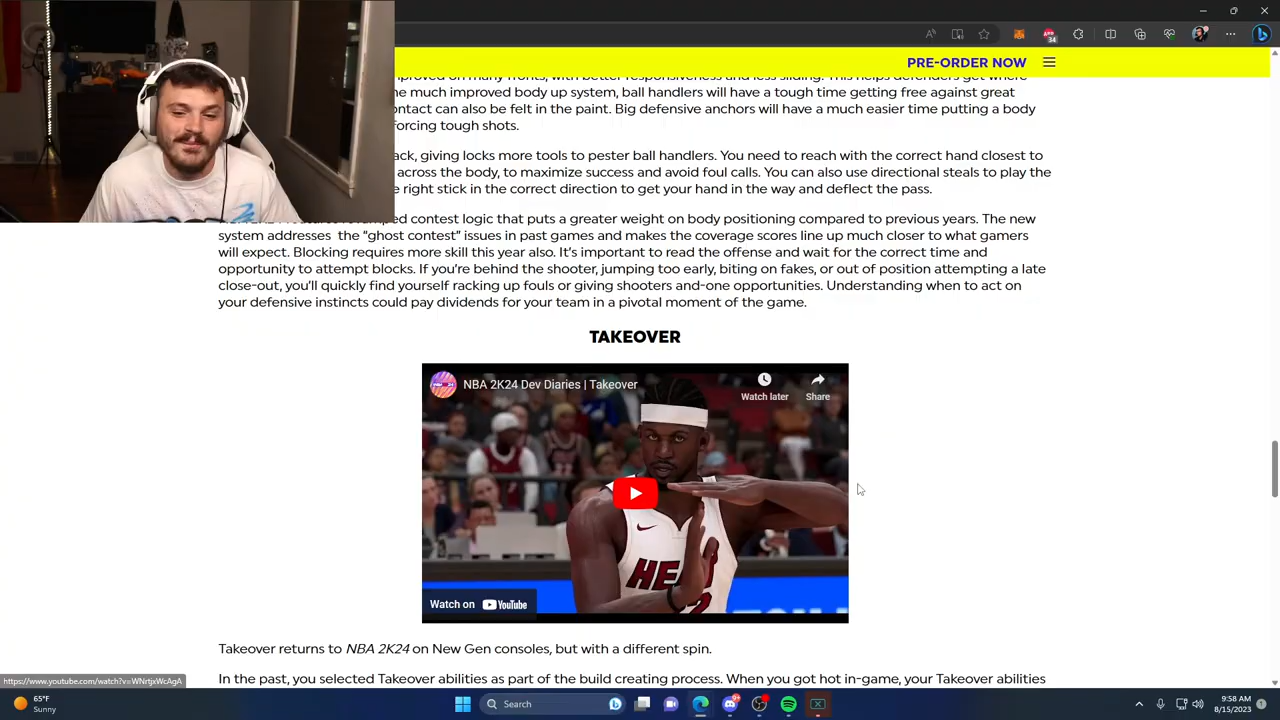 34
PRE-ORDER NOW
proved on many fronts, with better responsiveness and less sliding. This helps defenders get where
he much improved body up system, ball handlers will have a tough time getting free against great
ontact can also be felt in the paint. Big defensive anchors will have a much easier time putting a body
forcing tough shots.
ack, giving locks more tools to pester ball handlers. You need to reach with the correct hand closest to
across the body, to maximize success and avoid foul calls. You can also use directional steals to play the
e right stick in the correct direction to get your hand in the way and deflect the pass.
ped contest logic that puts a greater weight on body positioning compared to previous years. The new
system addresses the “ghost contest” issues in past games and makes the coverage scores line up much closer to what gamers
will expect. Blocking requires more skill this year also. It’s important to read the offense and wait for the correct time and
opportunity to attempt blocks. If you’re behind the shooter, jumping too early, biting on fakes, or out of position attempting a late
close-out, you’ll quickly find yourself racking up fouls or giving shooters and-one opportunities. Understanding when to act on
your defensive instincts could pay dividends for your team in a pivotal moment of the game.
TAKEOVER
NBA 2K24 Dev Diaries | Takeover
Watch later
Share
HEA
Watch on YouTube
Takeover returns to NBA 2K24 on New Gen consoles, but with a different spin.
In the past, you selected Takeover abilities as part of the build creating process. When you got hot in-game, your Takeover abilities
https://www.youtube.com/watch?v=WNrtjxWcAgA
65°F
Sunny
Search
9:58 AM
8/15/2023